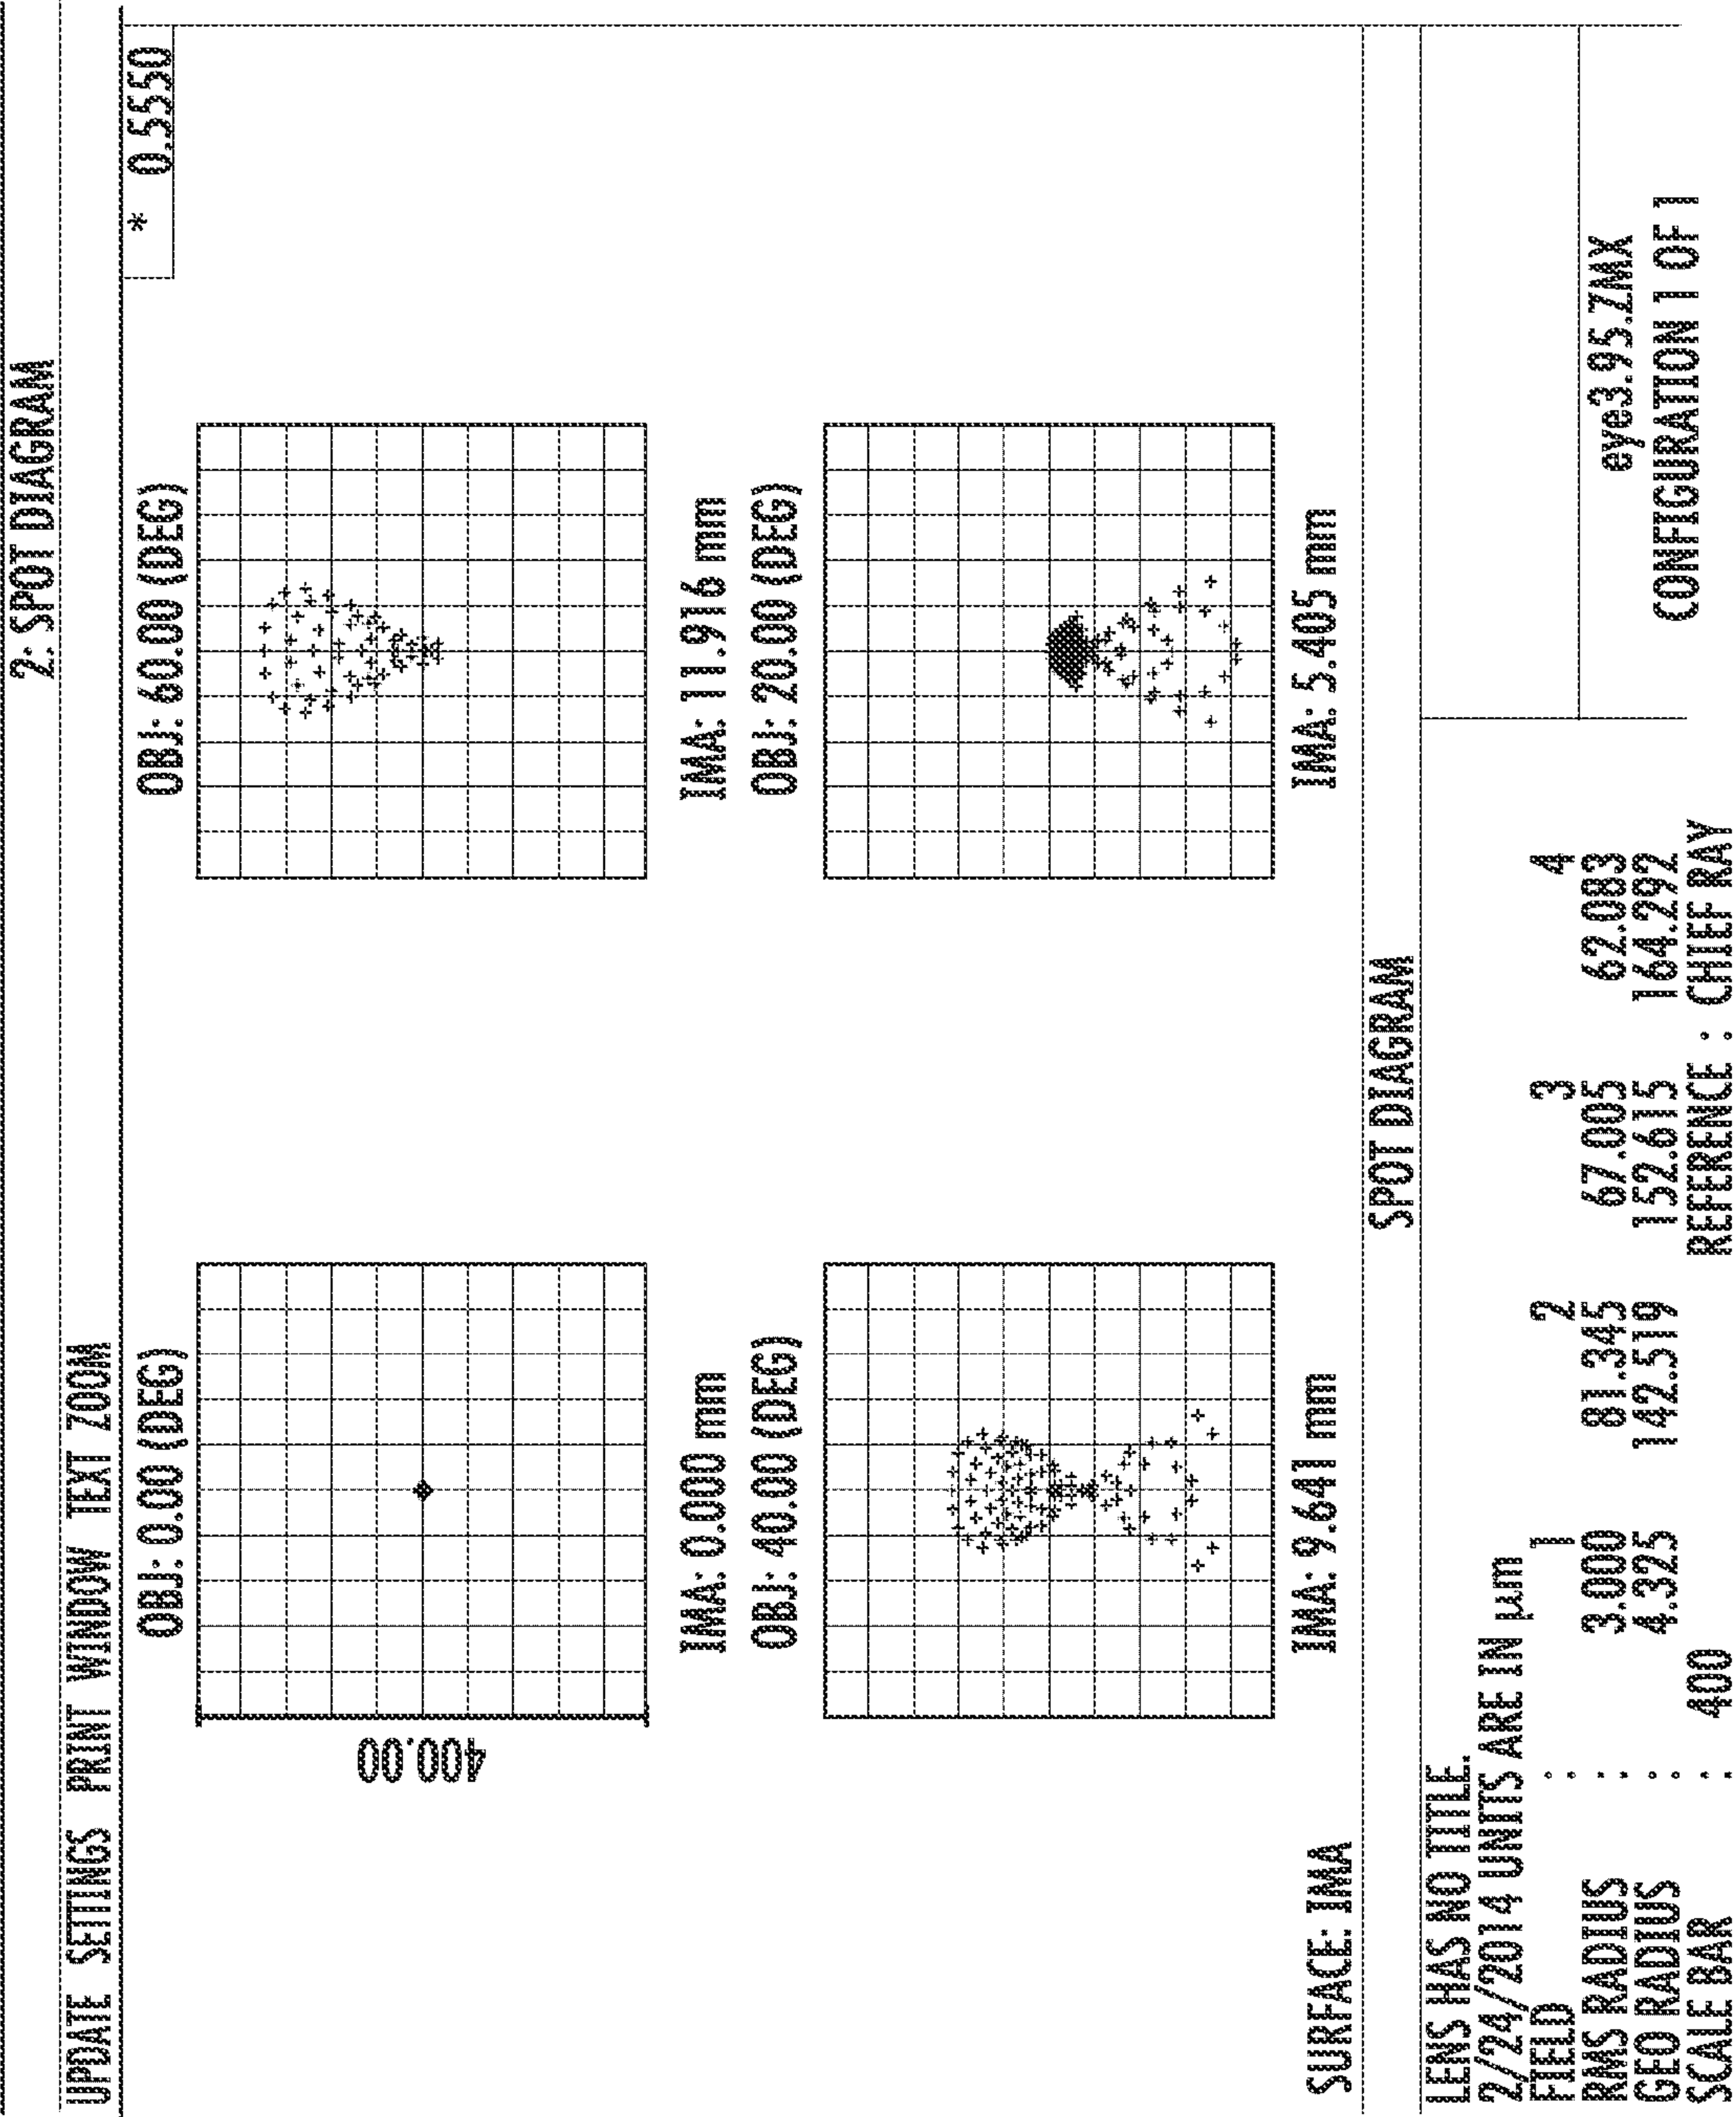 2: SPOT DIAGRAM
UPDATE SETTINGS PRINT WINDOW TEXT ZOOM
* 0.5550
OBJ: 0.00 (DEG)
OBJ: 60.00 (DEG)
400.00
IMA: 0.000 mm
IMA: 11.916 mm
OBJ: 40.00 (DEG)
OBJ: 20.00 (DEG)
IMA: 9.641 mm
IMA: 5.405 mm
SURFACE: IMA
SPOT DIAGRAM
LENS HAS NO TITLE.
2/24/2014 UNITS ARE IN µm
FIELD : 1 2 3 4
RMS RADIUS : 3.000 81.345 67.005 62.083
GEO RADIUS : 4.325 142.519 152.615 164.292
SCALE BAR : 400 REFERENCE : CHIEF RAY
eye3.95.ZMX
CONFIGURATION 1 OF 1